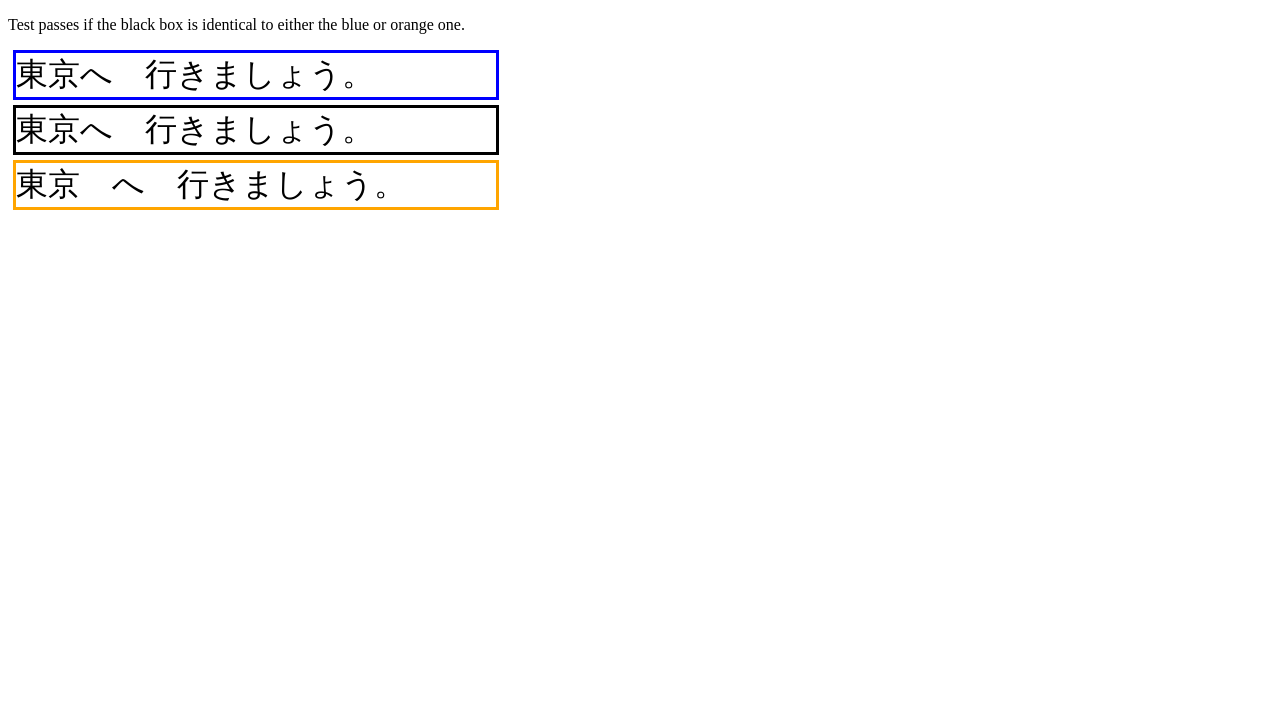 Test passes if the black box is identical to either the blue or orange one.
東京へ　行きましょう。
東京へ　行きましょう。
東京　へ　行きましょう。